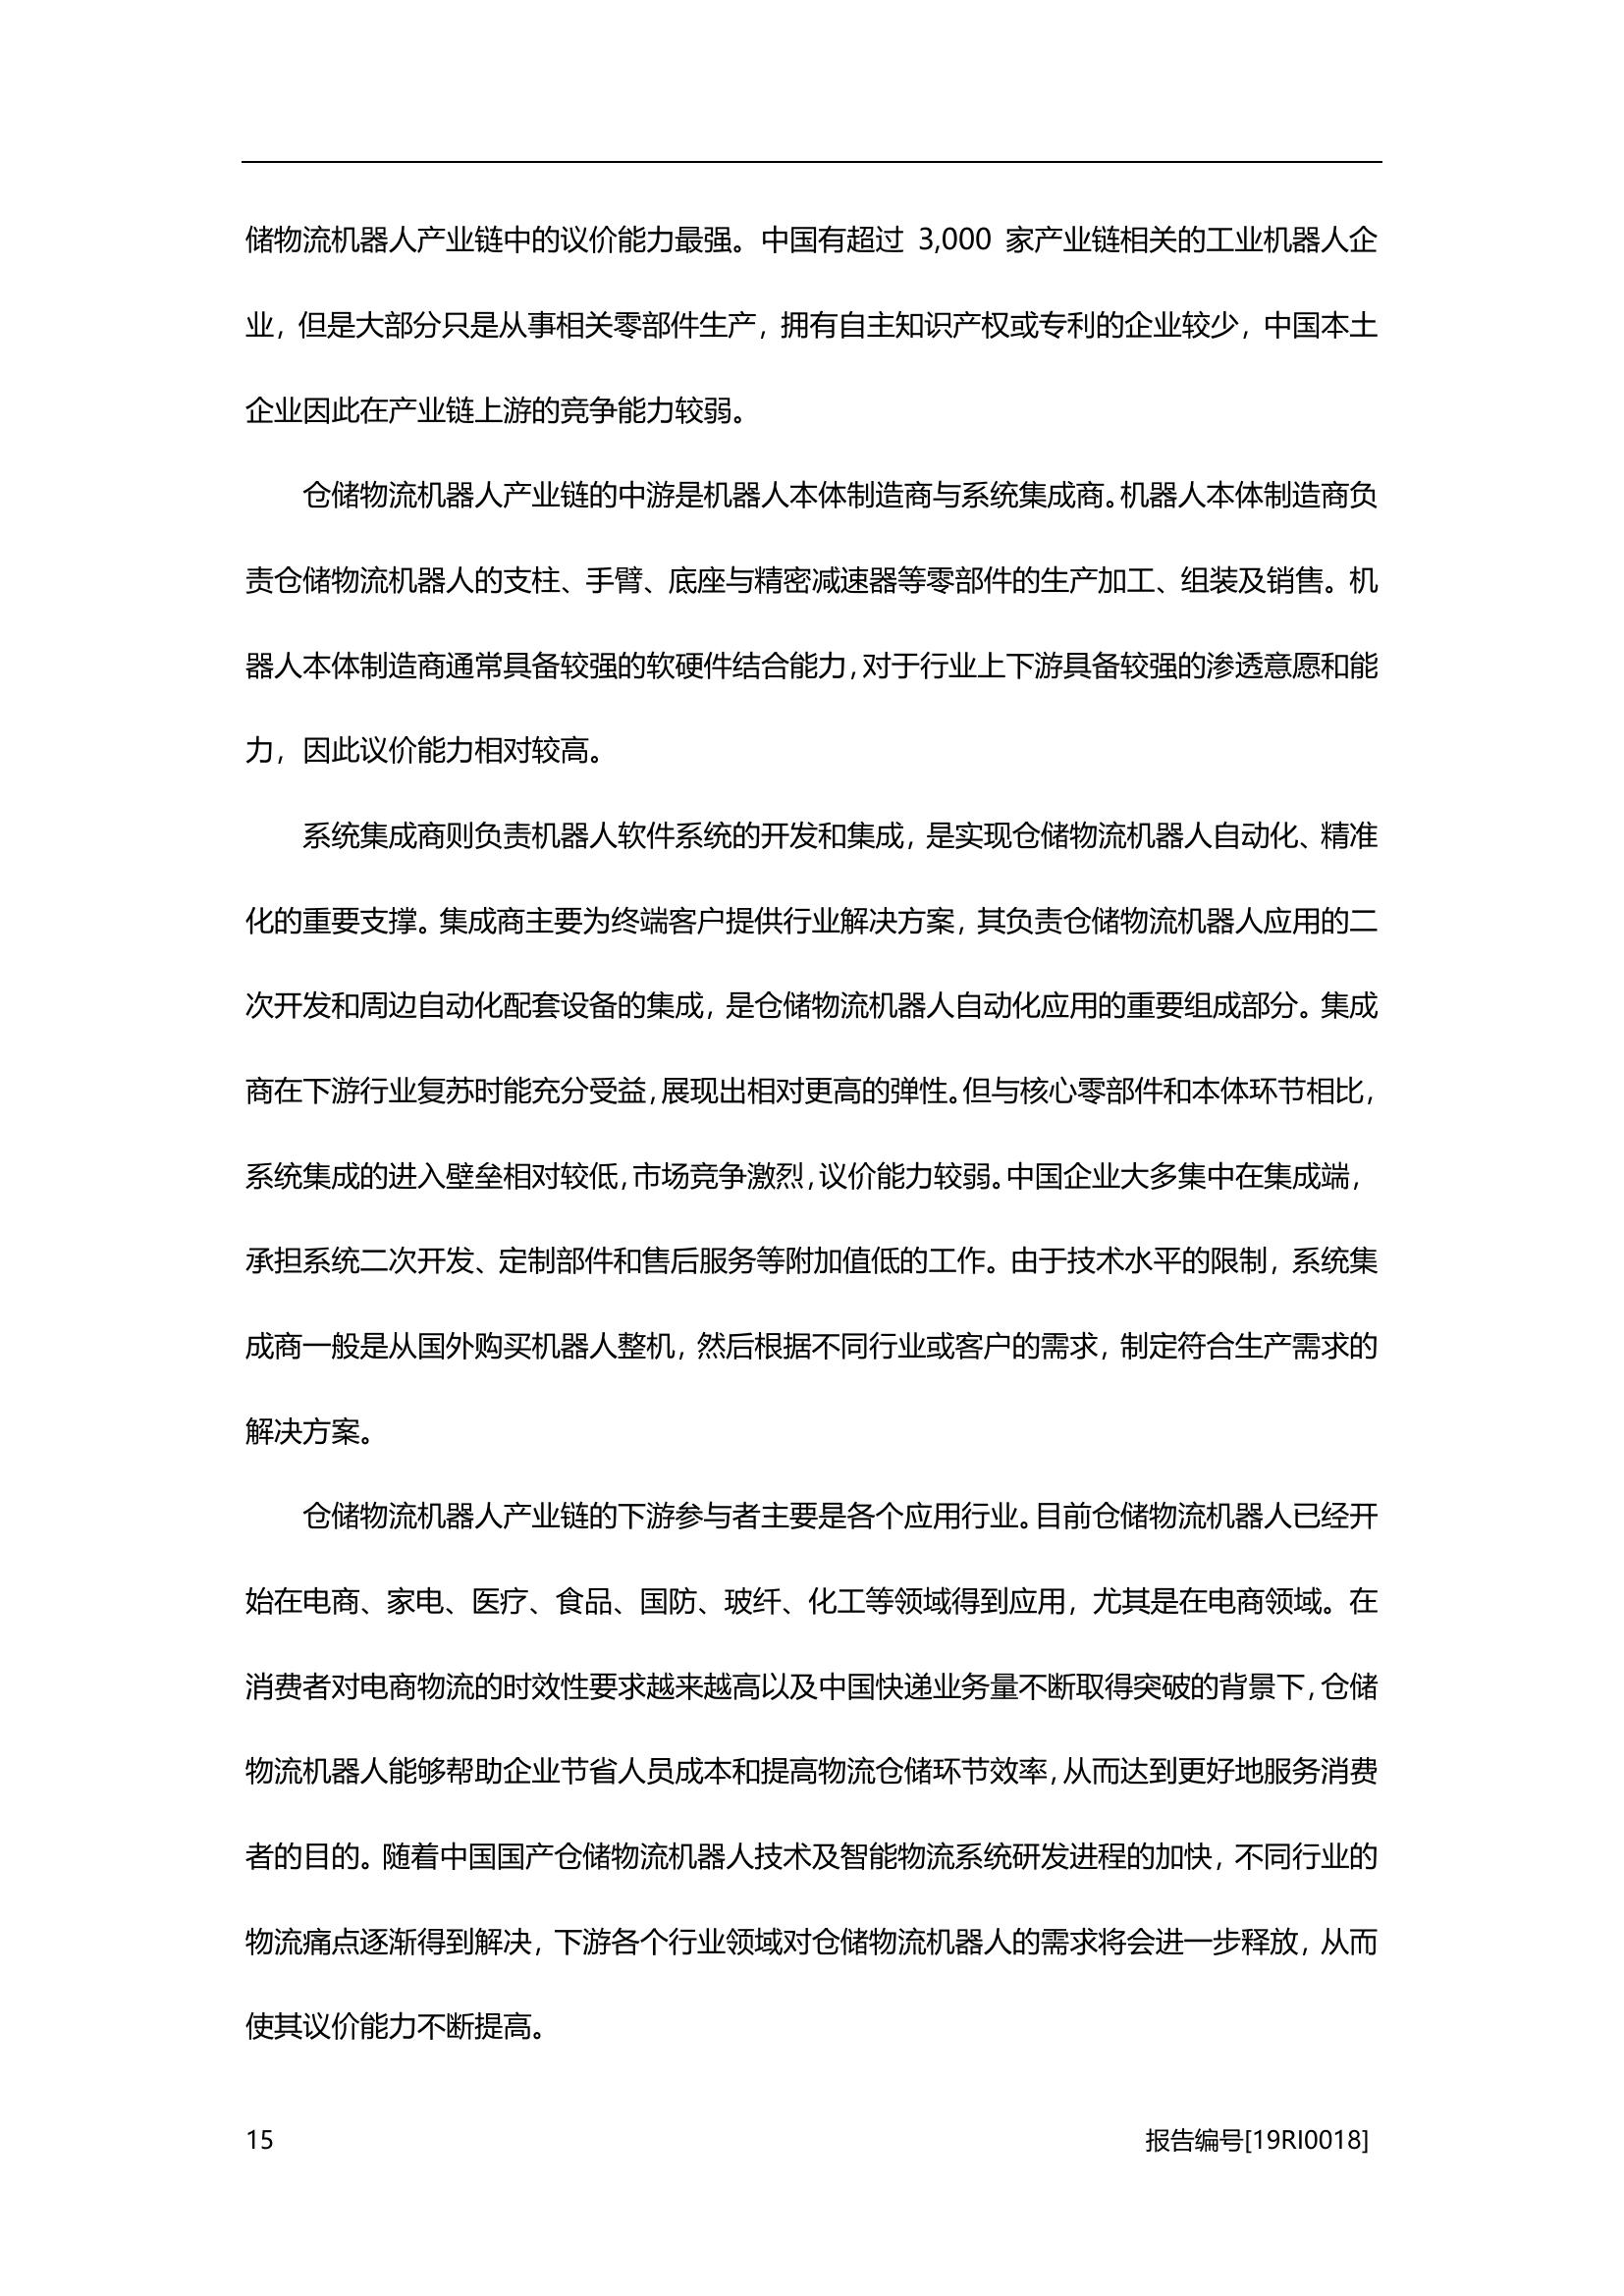 储物流机器人产业链中的议价能力最强。中国有超过 3,000 家产业链相关的工业机器人企
业，但是大部分只是从事相关零部件生产，拥有自主知识产权或专利的企业较少，中国本土
企业因此在产业链上游的竞争能力较弱。
仓储物流机器人产业链的中游是机器人本体制造商与系统集成商。机器人本体制造商负
责仓储物流机器人的支柱、手臂、底座与精密减速器等零部件的生产加工、组装及销售。机
器人本体制造商通常具备较强的软硬件结合能力，对于行业上下游具备较强的渗透意愿和能
力，因此议价能力相对较高。
系统集成商则负责机器人软件系统的开发和集成，是实现仓储物流机器人自动化、精准
化的重要支撑。集成商主要为终端客户提供行业解决方案，其负责仓储物流机器人应用的二
次开发和周边自动化配套设备的集成，是仓储物流机器人自动化应用的重要组成部分。集成
商在下游行业复苏时能充分受益，展现出相对更高的弹性。但与核心零部件和本体环节相比，
系统集成的进入壁垒相对较低，市场竞争激烈，议价能力较弱。中国企业大多集中在集成端，
承担系统二次开发、定制部件和售后服务等附加值低的工作。由于技术水平的限制，系统集
成商一般是从国外购买机器人整机，然后根据不同行业或客户的需求，制定符合生产需求的
解决方案。
仓储物流机器人产业链的下游参与者主要是各个应用行业。目前仓储物流机器人已经开
始在电商、家电、医疗、食品、国防、玻纤、化工等领域得到应用，尤其是在电商领域。在
消费者对电商物流的时效性要求越来越高以及中国快递业务量不断取得突破的背景下，仓储
物流机器人能够帮助企业节省人员成本和提高物流仓储环节效率，从而达到更好地服务消费
者的目的。随着中国国产仓储物流机器人技术及智能物流系统研发进程的加快，不同行业的
物流痛点逐渐得到解决，下游各个行业领域对仓储物流机器人的需求将会进一步释放，从而
使其议价能力不断提高。
15 报告编号[19RI0018]